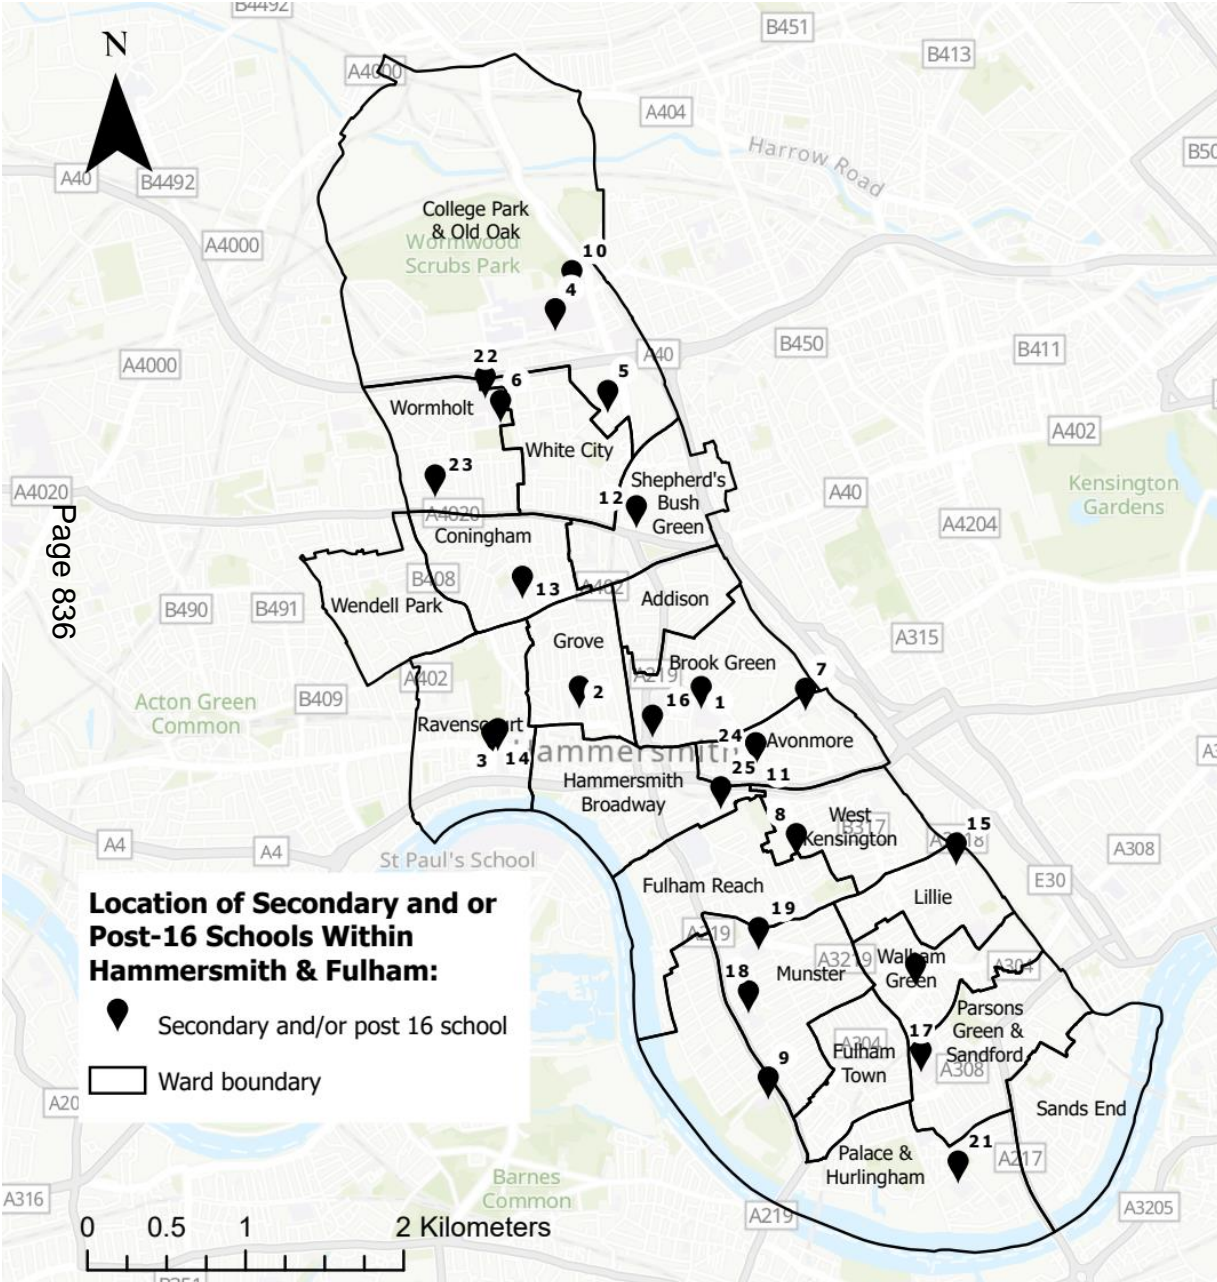 B4492
B451
N
B413
A4000
A404
Harrow Road
B50
A40
B4492
College Park
& Old Oak
Wormwood
Scrubs Park
A4000
10
4
B450
A40
B411
A4000
22
6
5
Wormholt
A402
White City
23
Shepherd's
Bush
Green
12
Kensington
Gardens
A4020
A40
A4020
A4204
Page 836
Coningham
B408
13
A402
Wendell Park
Addison
B490
B491
A315
Grove
Brook Green
7
A402
A219
B409
2
16
1
Acton Green
Common
Ravenscourt
24
Avonmore
3
14
Hammersmith
25
11
Hammersmith
Broadway
8
West
Kensington
B317
15
A4
A4
A3218
A308
St Paul's School
E30
Fulham Reach
Lillie
Location of Secondary and or
Post-16 Schools Within
Hammersmith & Fulham:
19
A219
A3219
Walham
Green
A304
18
Munster
Secondary and/or post 16 school
Parsons
Green &
Sandford
17
A304
Fulham
Town
A308
Ward boundary
9
A20
Sands End
21
Palace &
Hurlingham
A217
Barnes
Common
A316
A219
A3205
0 0.5 1 2 Kilometers